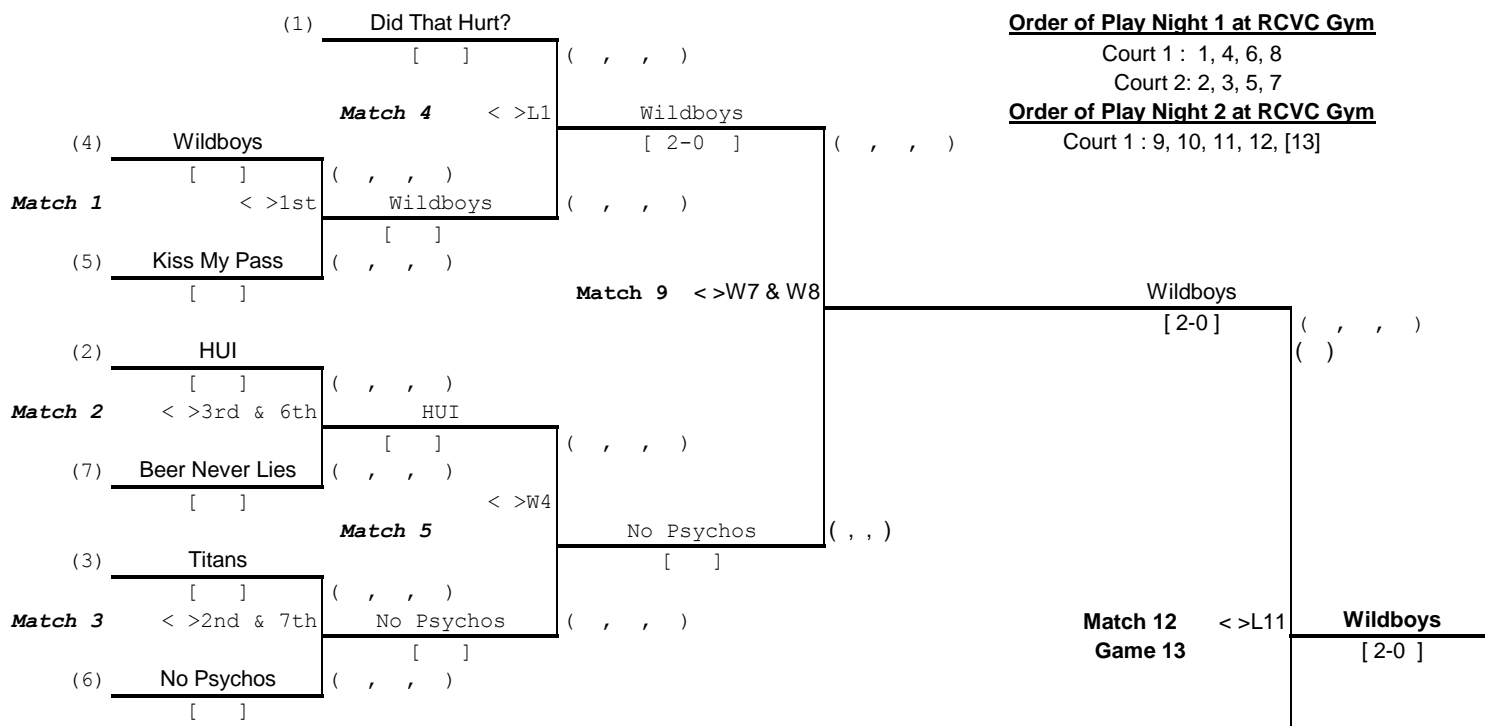 (1) Did That Hurt? Order of Play Night 1 at RCVC Gym
[ ] ( , , ) Court 1 : 1, 4, 6, 8
Court 2: 2, 3, 5, 7
Match 4 < >L1 Wildboys Order of Play Night 2 at RCVC Gym
(4) Wildboys [ 2-0 ] ( , , ) Court 1 : 9, 10, 11, 12, [13]
[ ] ( , , )
Match 1 < >1st Wildboys ( , , )
[ ]
(5) Kiss My Pass ( , , )
[ ] Match 9 < >W7 & W8 Wildboys
[ 2-0 ] ( , , )
(2) HUI ( )
[ ] ( , , )
Match 2 < >3rd & 6th HUI
[ ] ( , , )
(7) Beer Never Lies ( , , )
[ ] < >W4
Match 5 No Psychos ( , , )
(3) Titans [ ]
[ ] ( , , )
Match 3 < >2nd & 7th No Psychos ( , , ) Match 12 < >L11 Wildboys
[ ] Game 13 [ 2-0 ]
(6) No Psychos ( , , )
[ ]